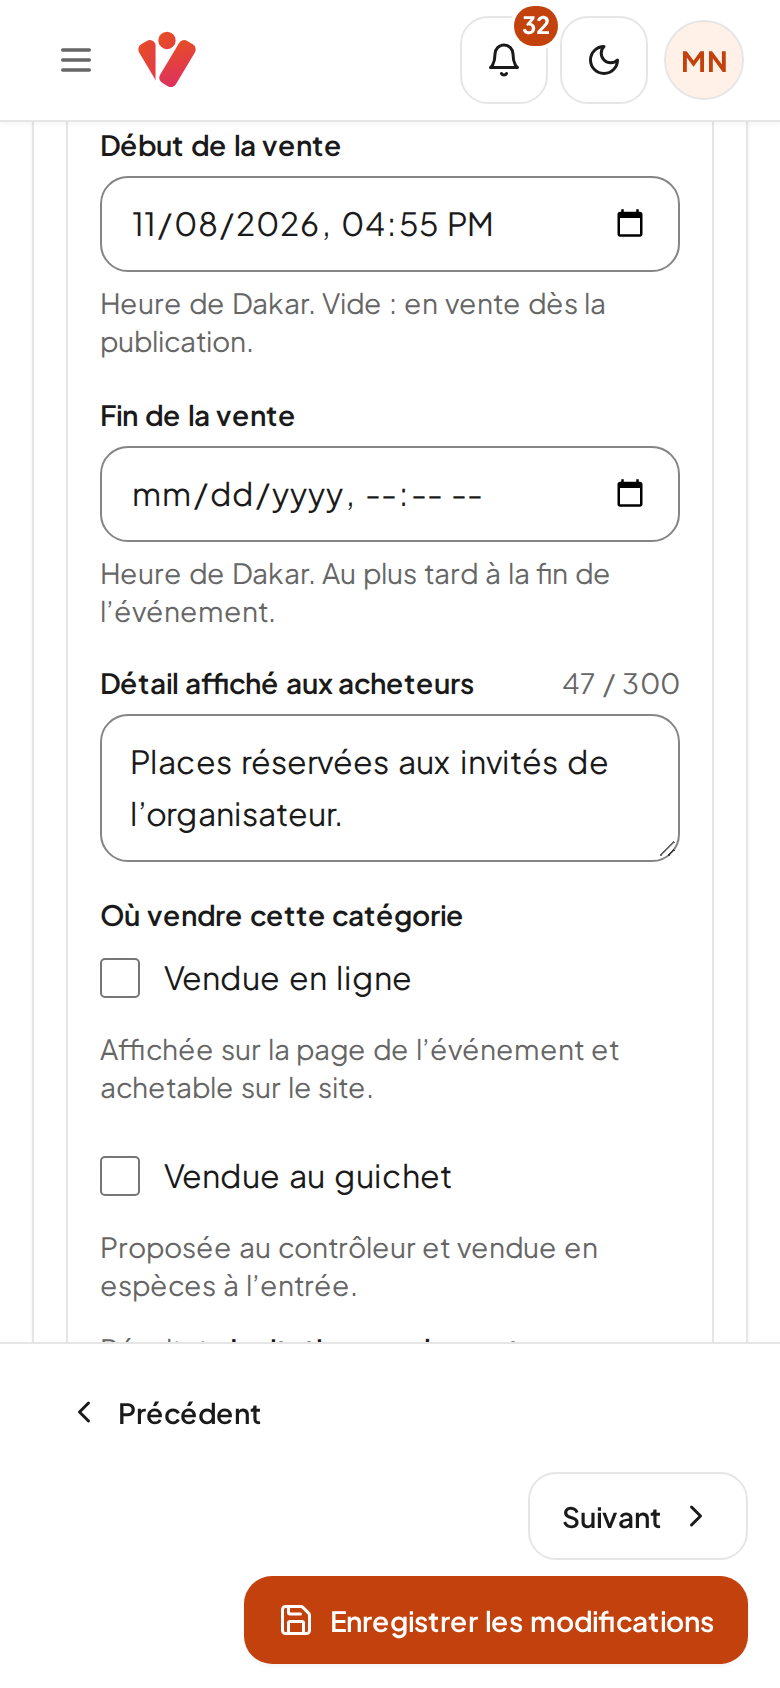 32
MN
Début de la vente
11/08/2026, 04:55 PM
Heure de Dakar. Vide : en vente dès la
publication.
Fin de la vente
mm/dd/yyyy, --:-- --
Heure de Dakar. Au plus tard à la fin de
l’événement.
Détail affiché aux acheteurs 47 / 300
Places réservées aux invités de
l’organisateur.
Où vendre cette catégorie
Vendue en ligne
Affichée sur la page de l’événement et
achetable sur le site.
Vendue au guichet
Proposée au contrôleur et vendue en
espèces à l’entrée.
Précédent
Suivant
Enregistrer les modifications